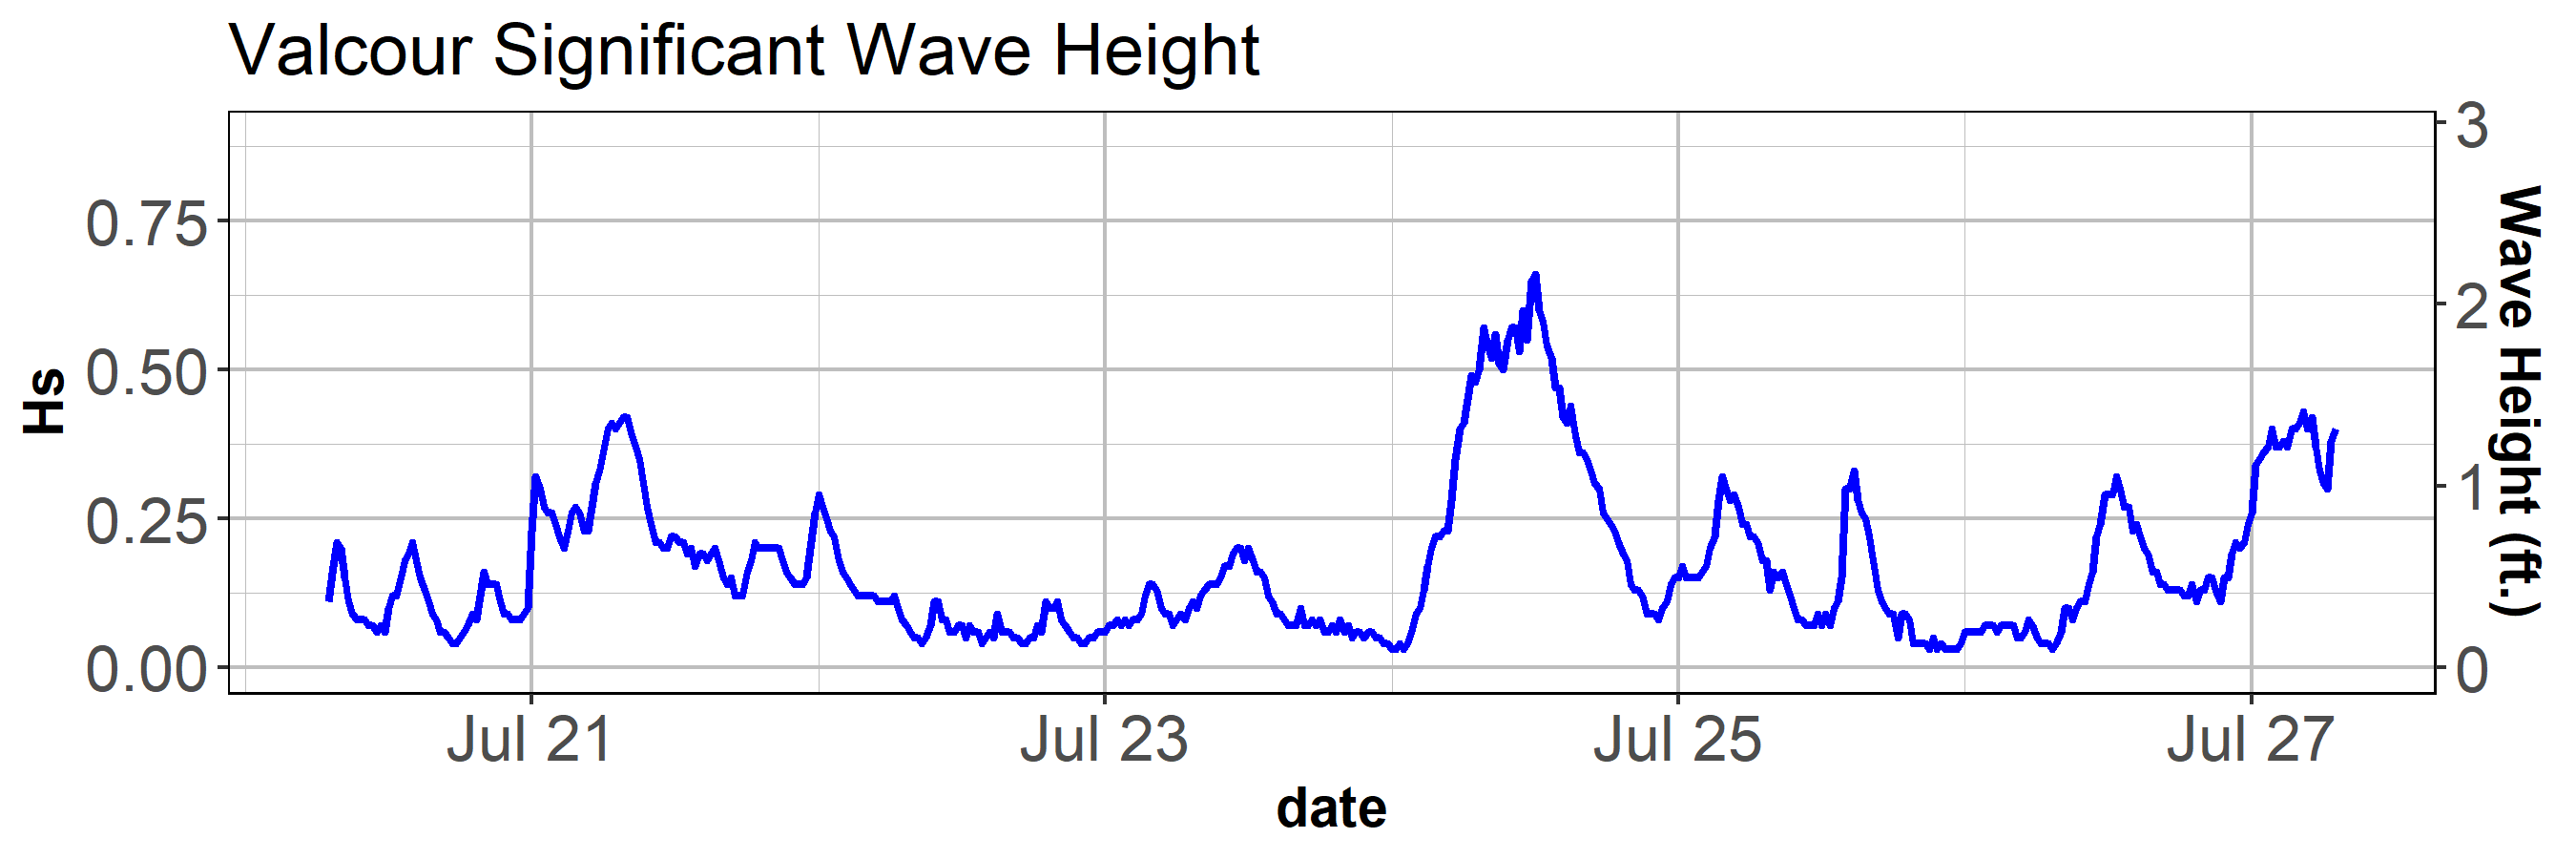 Valcour Significant Wave Height
3
0.75
2
0.50
1
0.25
0.00
0
Hs
Wave Height (ft.)
Jul 21
Jul 23
Jul 25
Jul 27
date